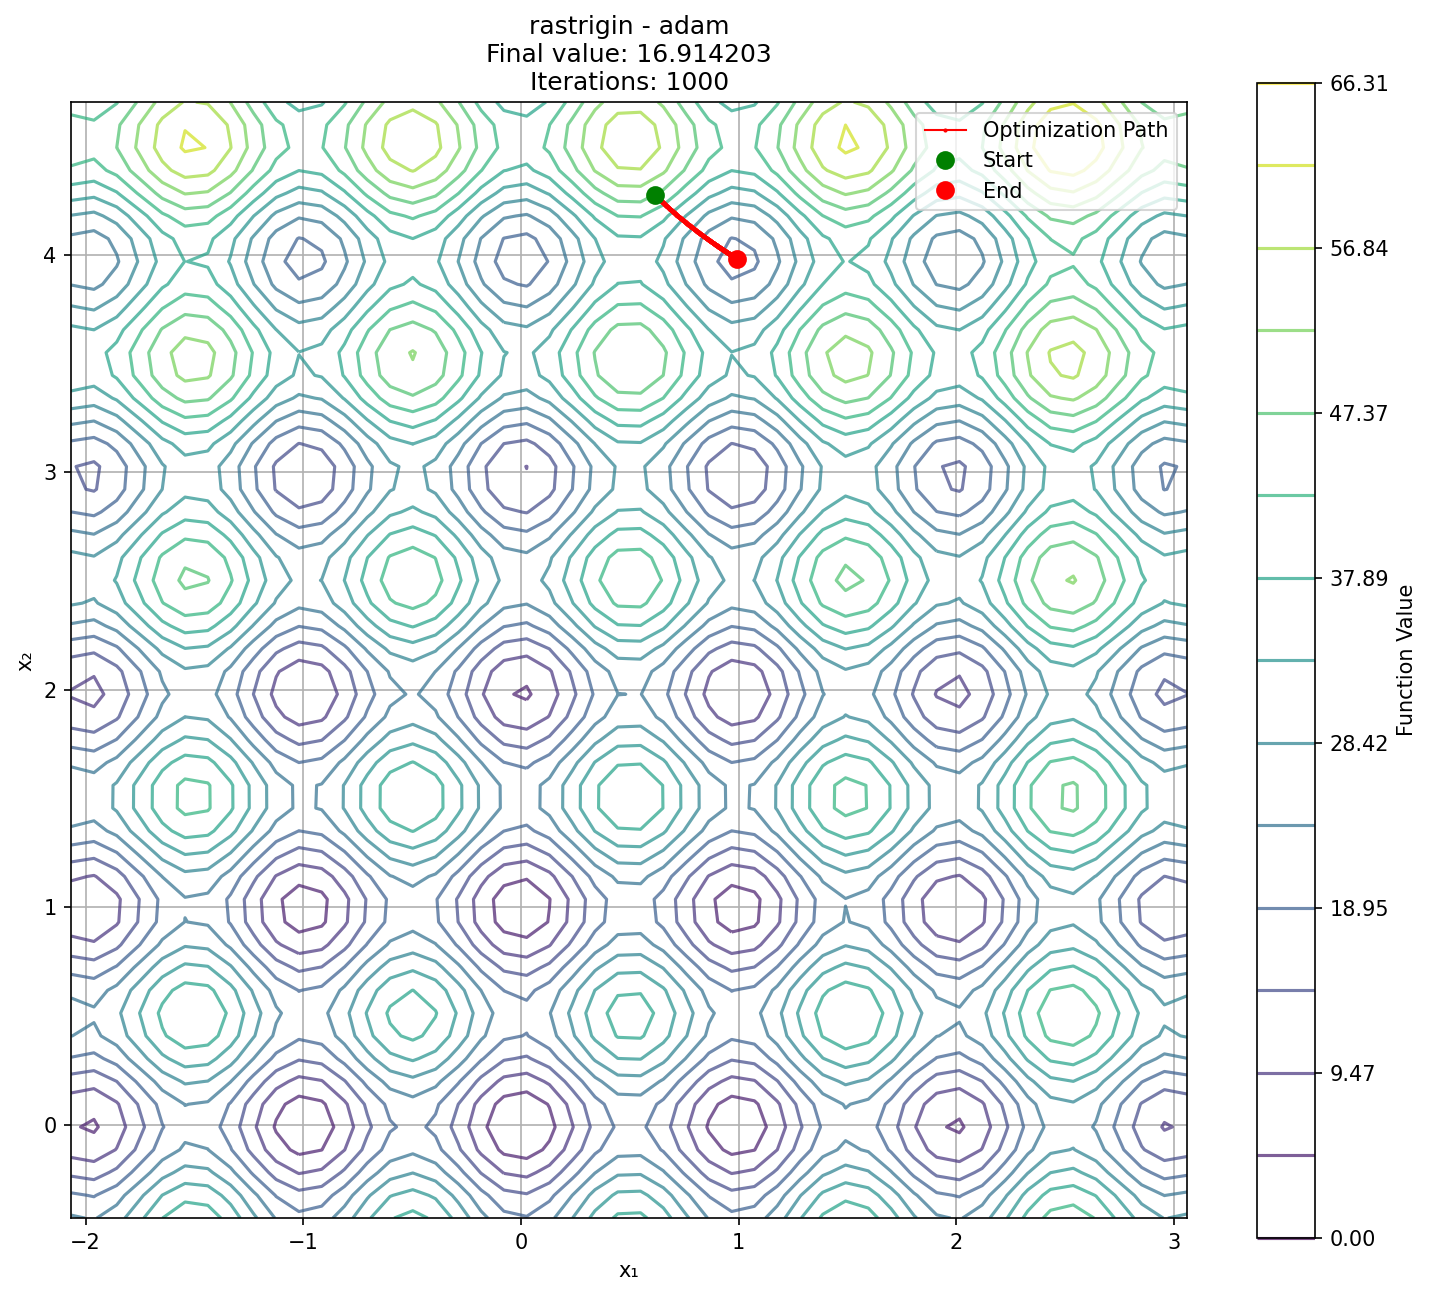 rastrigin - adam
Final value: 16.914203
Iterations: 1000
Optimization Path
Start
End
66.31
56.84
47.37
37.89
28.42
18.95
9.47
0.00
Function Value
4
3
2
1
0
x₂
−2
−1
0
1
2
3
x₁